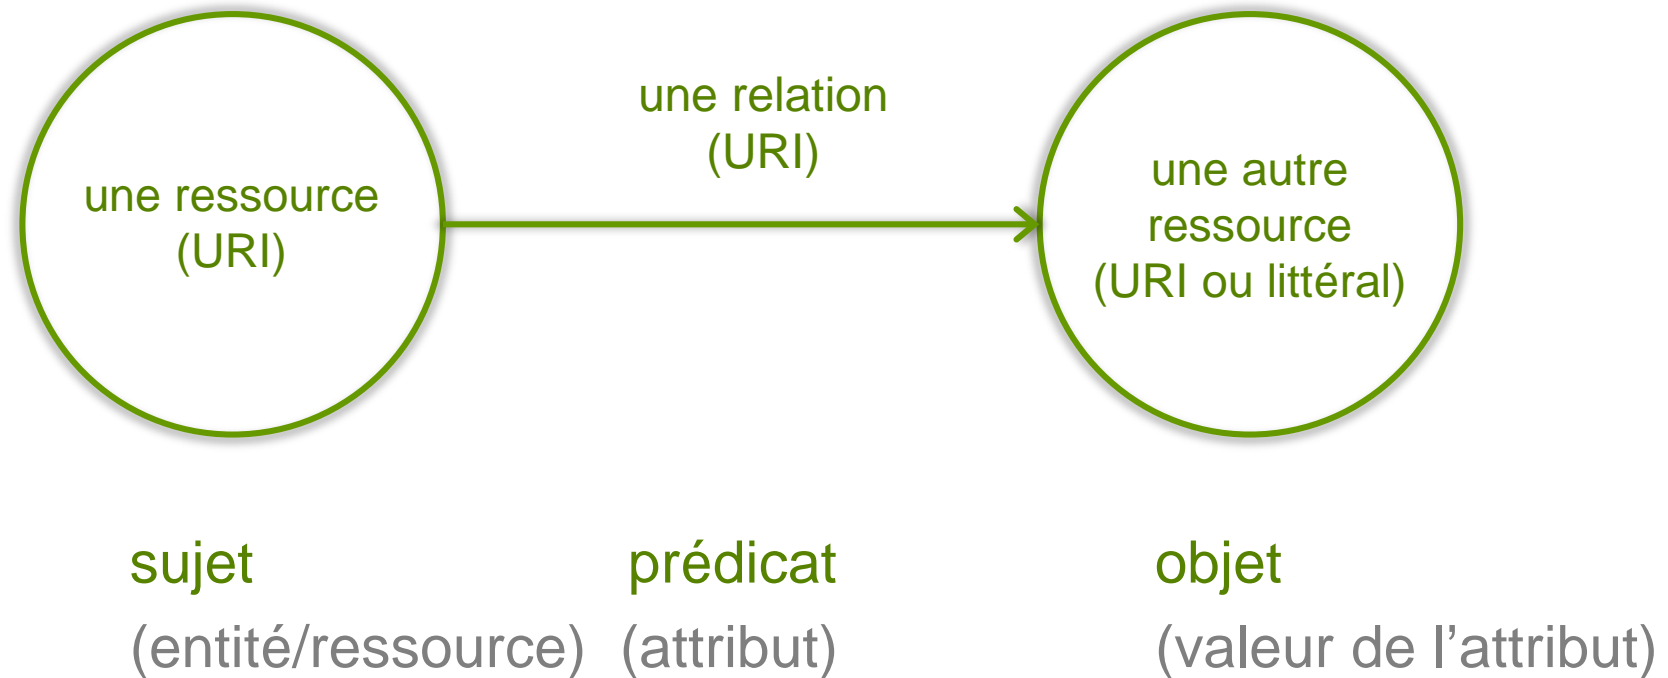 une ressource
(URI)
une relation
(URI)
une autre
ressource
(URI ou littéral)
sujet
(entité/ressource)
prédicat
(attribut)
objet
(valeur de l’attribut)